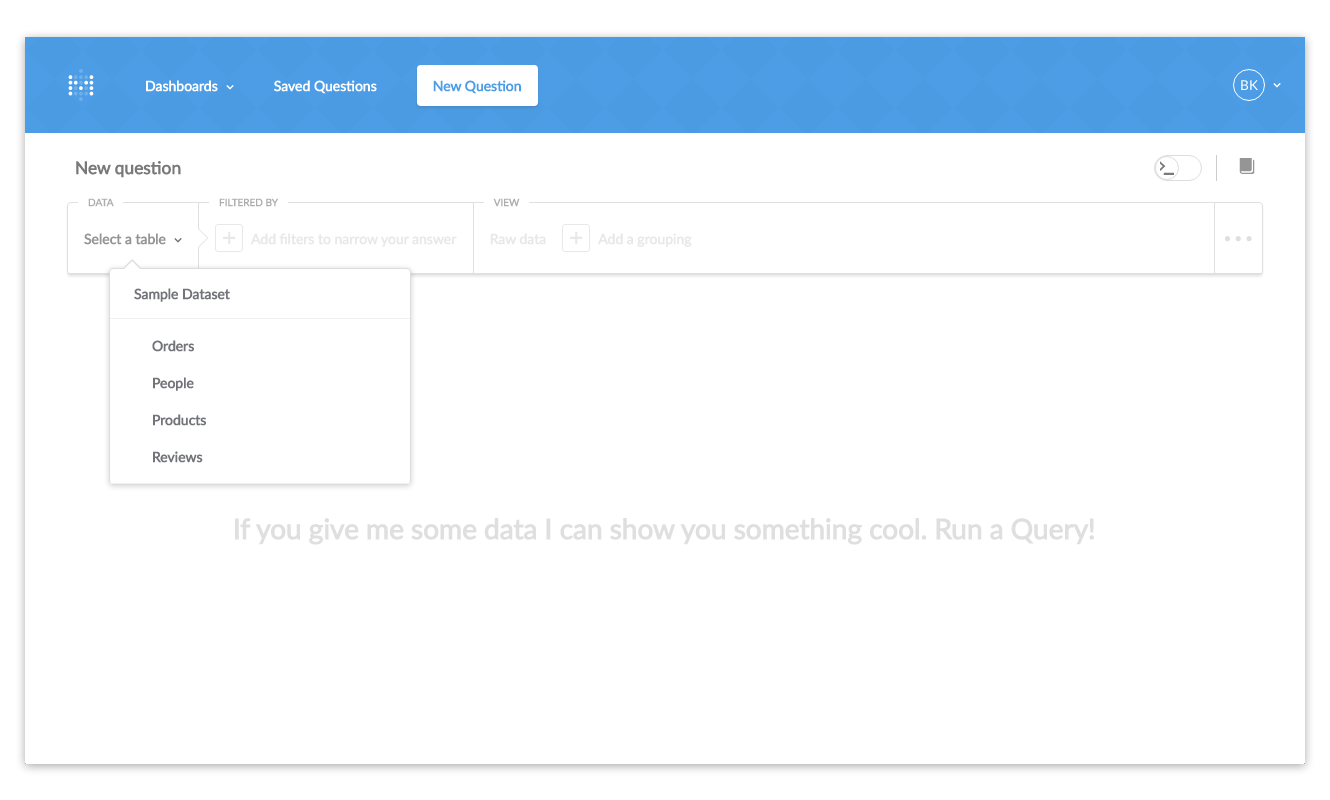 Dashboards Saved Questions New Question BK
New question
DATA FILTERED BY VIEW
Select a table Add filters to narrow your answer Raw data Add a grouping
Sample Dataset
Orders
People
Products
Reviews
If you give me some data I can show you something cool. Run a Query!